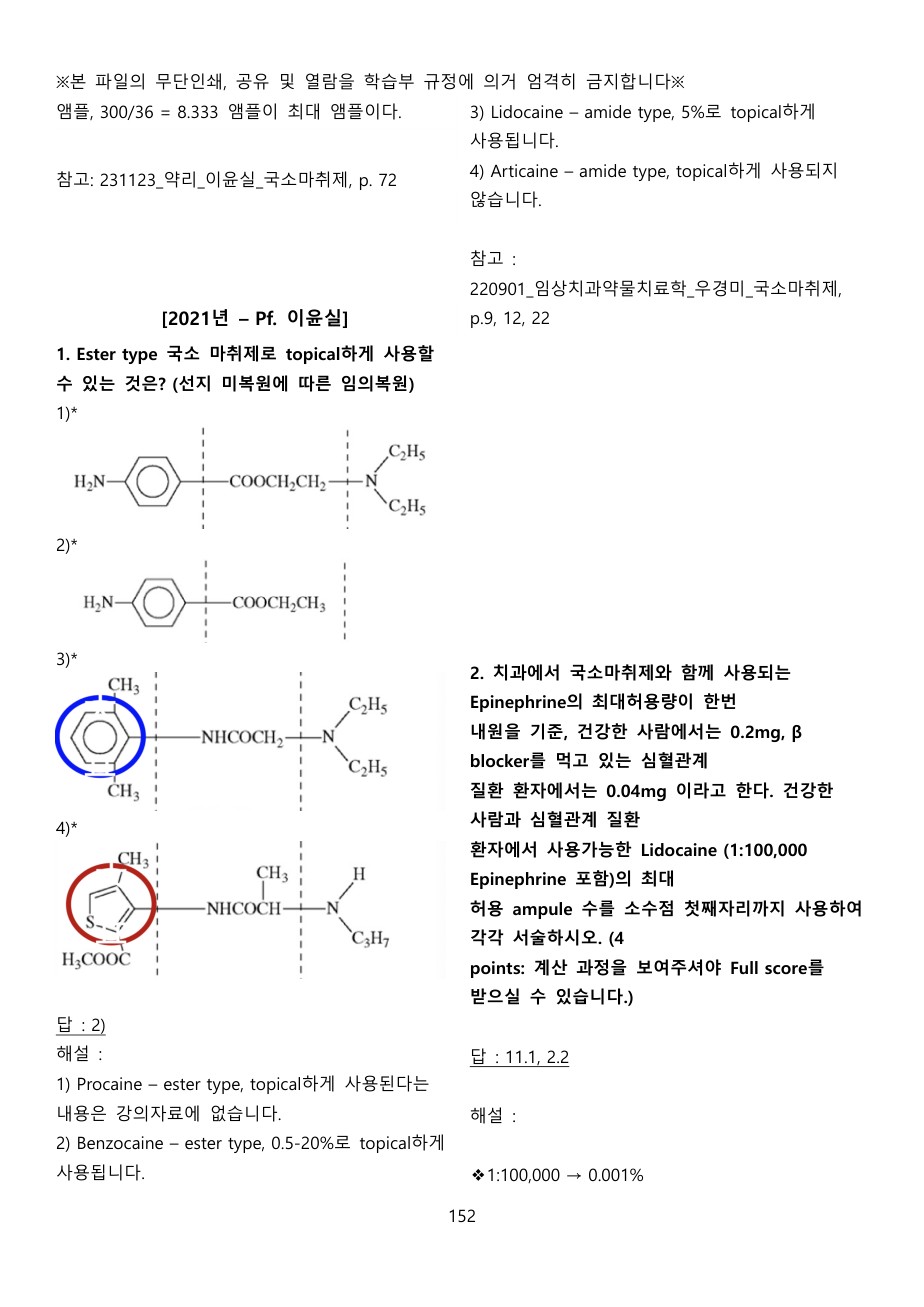 ※본 파일의 무단인쇄, 공유 및 열람을 학습부 규정에 의거 엄격히 금지합니다※
앰플, 300/36 = 8.333 앰플이 최대 앰플이다.
참고: 231123_약리_이윤실_국소마취제, p. 72
[2021년 – Pf. 이윤실]
1. Ester type 국소 마취제로 topical하게 사용할
수 있는 것은? (선지 미복원에 따른 임의복원)
1)*
H₂N
COOCH₂CH₂
N
C₂H₅
C₂H₅
2)*
H₂N
COOCH₂CH₃
3)*
CH₃
CH₃
NHCOCH₂
N
C₂H₅
C₂H₅
4)*
CH₃
S
H₃COOC
NHCOCH
CH₃
N
H
C₃H₇
답 : 2)
해설 :
1) Procaine – ester type, topical하게 사용된다는
내용은 강의자료에 없습니다.
2) Benzocaine – ester type, 0.5-20%로 topical하게
사용됩니다.
3) Lidocaine – amide type, 5%로 topical하게
사용됩니다.
4) Articaine – amide type, topical하게 사용되지
않습니다.
참고 :
220901_임상치과약물치료학_우경미_국소마취제,
p.9, 12, 22
2. 치과에서 국소마취제와 함께 사용되는
Epinephrine의 최대허용량이 한번
내원을 기준, 건강한 사람에서는 0.2mg, β
blocker를 먹고 있는 심혈관계
질환 환자에서는 0.04mg 이라고 한다. 건강한
사람과 심혈관계 질환
환자에서 사용가능한 Lidocaine (1:100,000
Epinephrine 포함)의 최대
허용 ampule 수를 소수점 첫째자리까지 사용하여
각각 서술하시오. (4
points: 계산 과정을 보여주셔야 Full score를
받으실 수 있습니다.)
답 : 11.1, 2.2
해설 :
❖1:100,000 → 0.001%
152